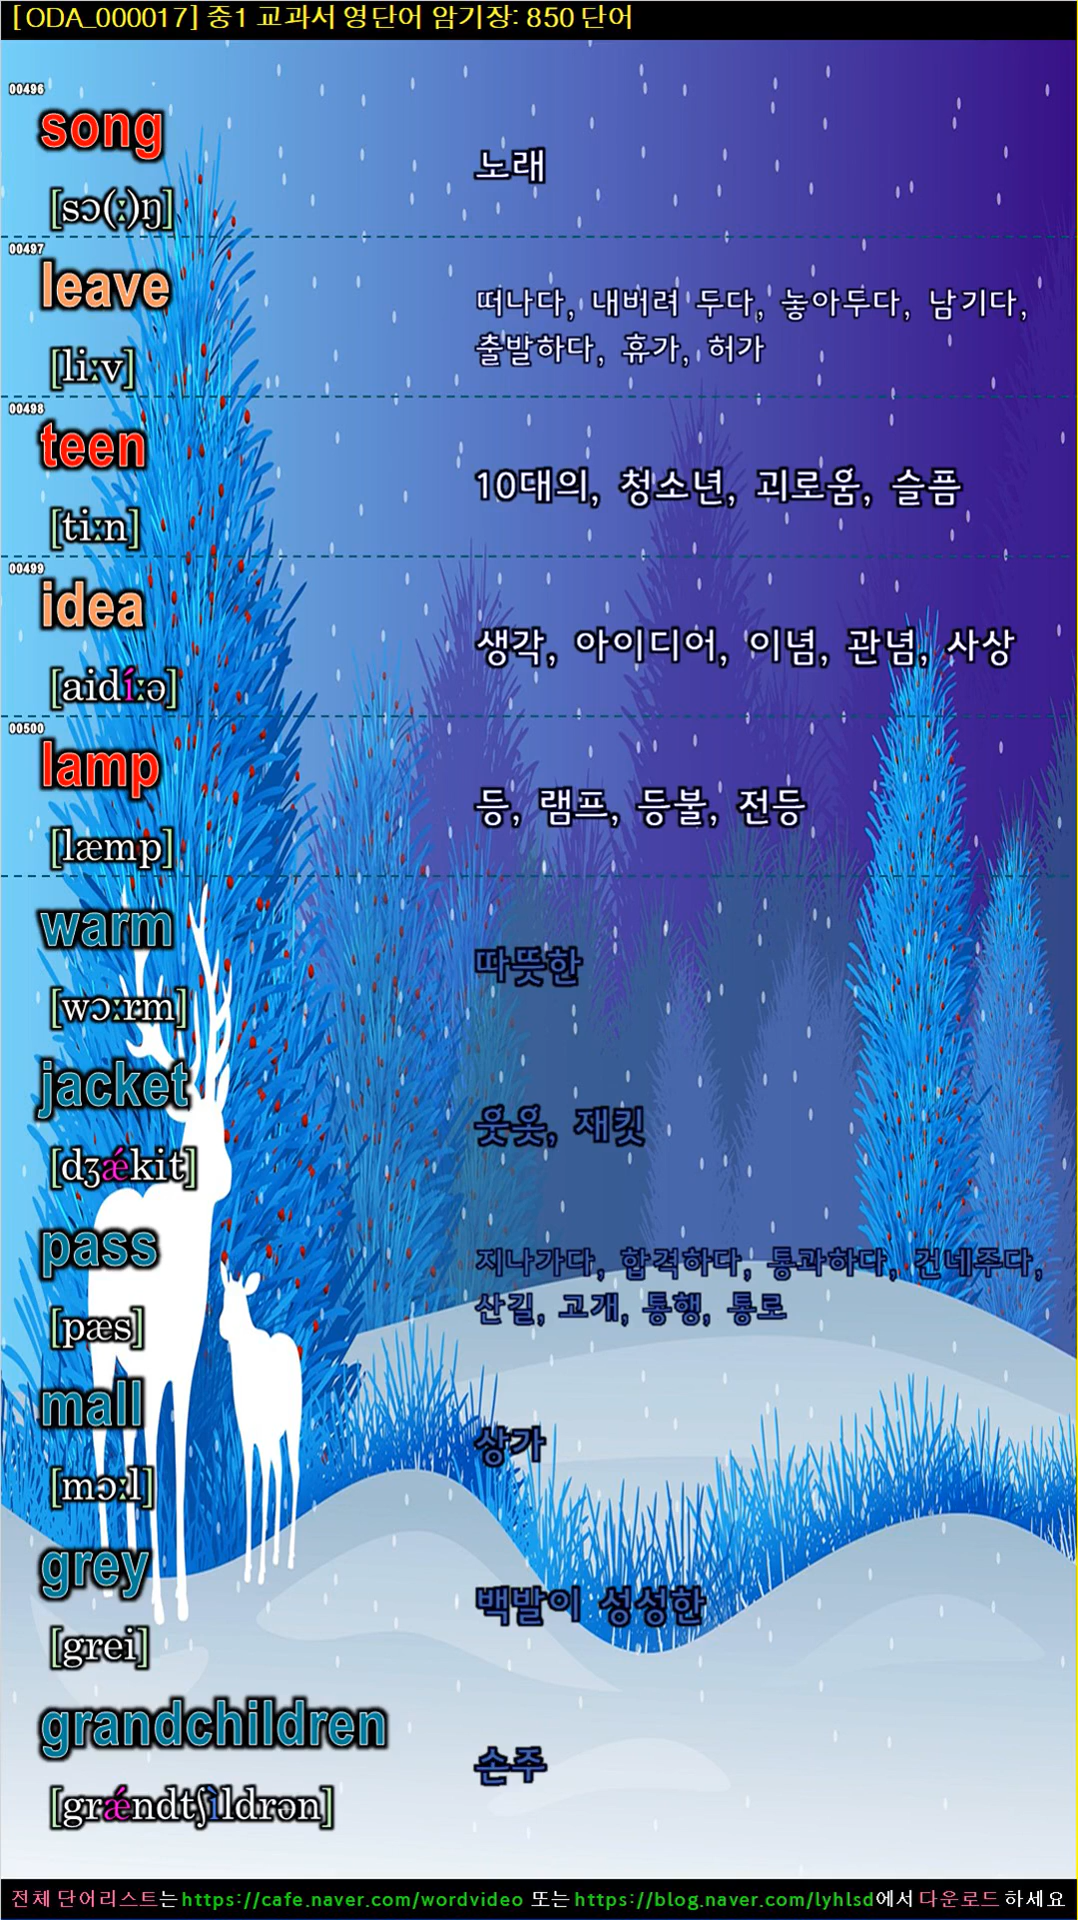 [ODA_000017] 중1 교과서 영단어 암기장: 850 단어
00496
song
노래
[sɔ(ː)ŋ]
00497
leave
떠나다, 내버려 두다, 놓아두다, 남기다,
출발하다, 휴가, 허가
[liːv]
00498
teen
10대의, 청소년, 괴로움, 슬픔
[tiːn]
00499
idea
생각, 아이디어, 이념, 관념, 사상
[aidíːə]
00500
lamp
등, 램프, 등불, 전등
[læmp]
warm
따뜻한
[wɔːrm]
jacket
웃옷, 재킷
[dʒǽkit]
pass
지나가다, 합격하다, 통과하다, 건네주다,
산길, 고개, 통행, 통로
[pæs]
mall
상가
[mɔːl]
grey
백발이 성성한
[grei]
grandchildren
손주
[grǽndtʃìldrən]
전체 단어리스트는 https://cafe.naver.com/wordvideo 또는 https://blog.naver.com/lyhlsd에서 다운로드 하세요